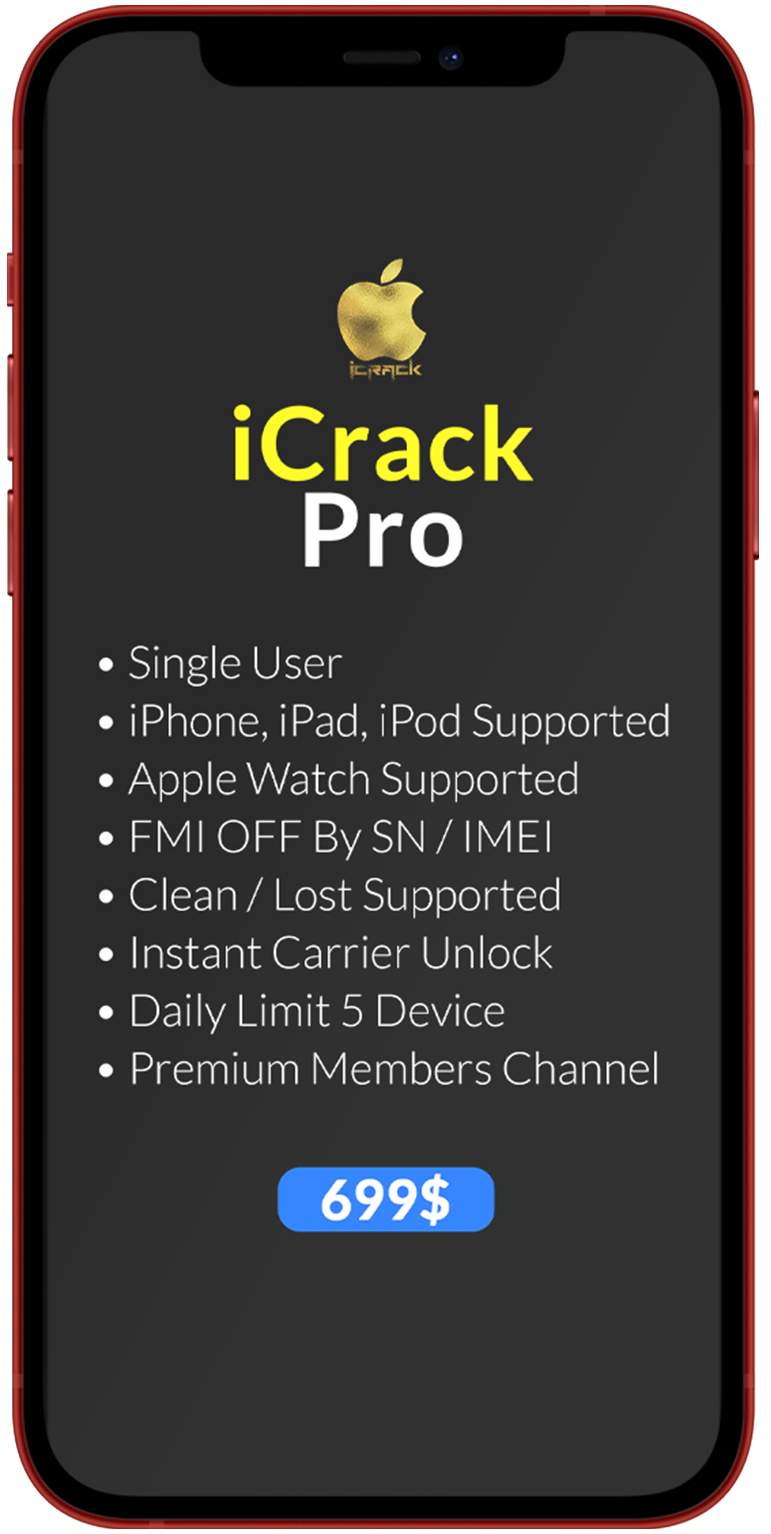 icrack
iCrack
Pro
• Single User
• iPhone, iPad, iPod Supported
• Apple Watch Supported
• FMI OFF By SN / IMEI
• Clean / Lost Supported
• Instant Carrier Unlock
• Daily Limit 5 Device
• Premium Members Channel
699$